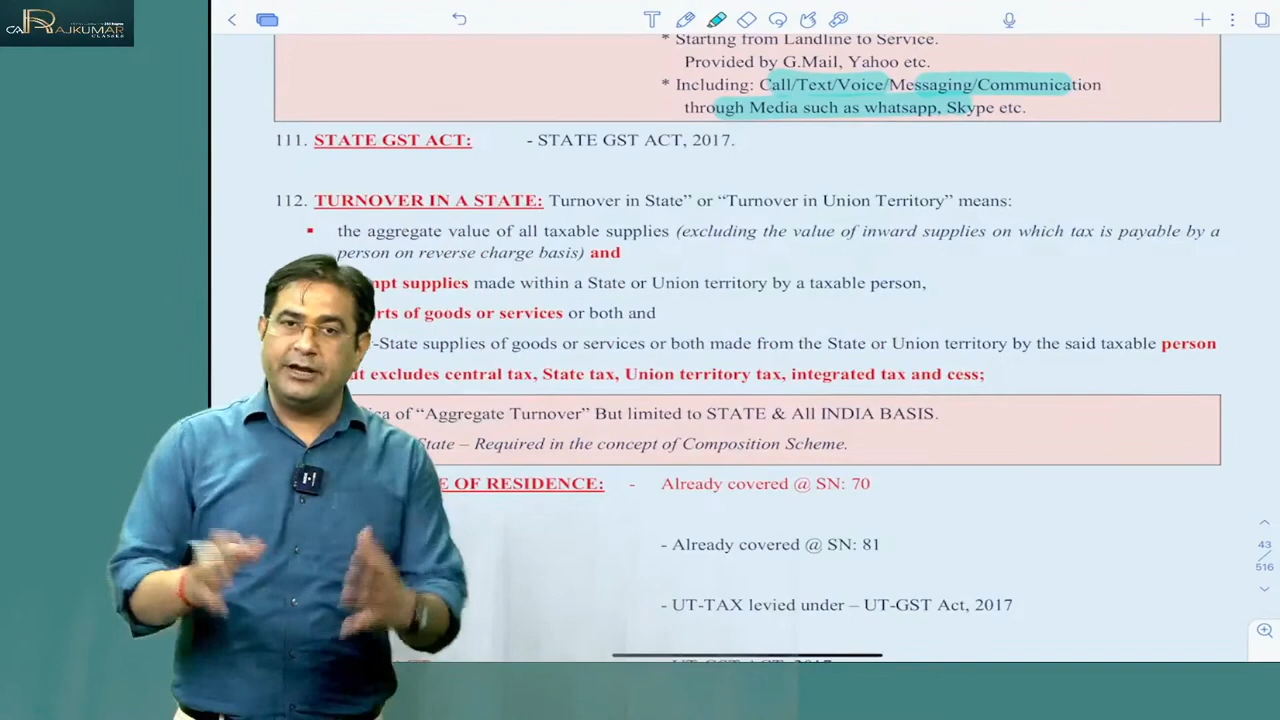 CA RAJKUMAR
CLASSES
* Starting from Landline to Service.
Provided by G.Mail, Yahoo etc.
* Including: Call/Text/Voice/Messaging/Communication
through Media such as whatsapp, Skype etc.
111. STATE GST ACT: - STATE GST ACT, 2017.
112. TURNOVER IN A STATE: Turnover in State” or “Turnover in Union Territory” means:
▪ the aggregate value of all taxable supplies (excluding the value of inward supplies on which tax is payable by a
person on reverse charge basis) and
supplies made within a State or Union territory by a taxable person,
of goods or services or both and
-State supplies of goods or services or both made from the State or Union territory by the said taxable person
excludes central tax, State tax, Union territory tax, integrated tax and cess;
of “Aggregate Turnover” But limited to STATE & All INDIA BASIS.
State – Required in the concept of Composition Scheme.
OF RESIDENCE: - Already covered @ SN: 70
- Already covered @ SN: 81
- UT-TAX levied under – UT-GST Act, 2017
43
516